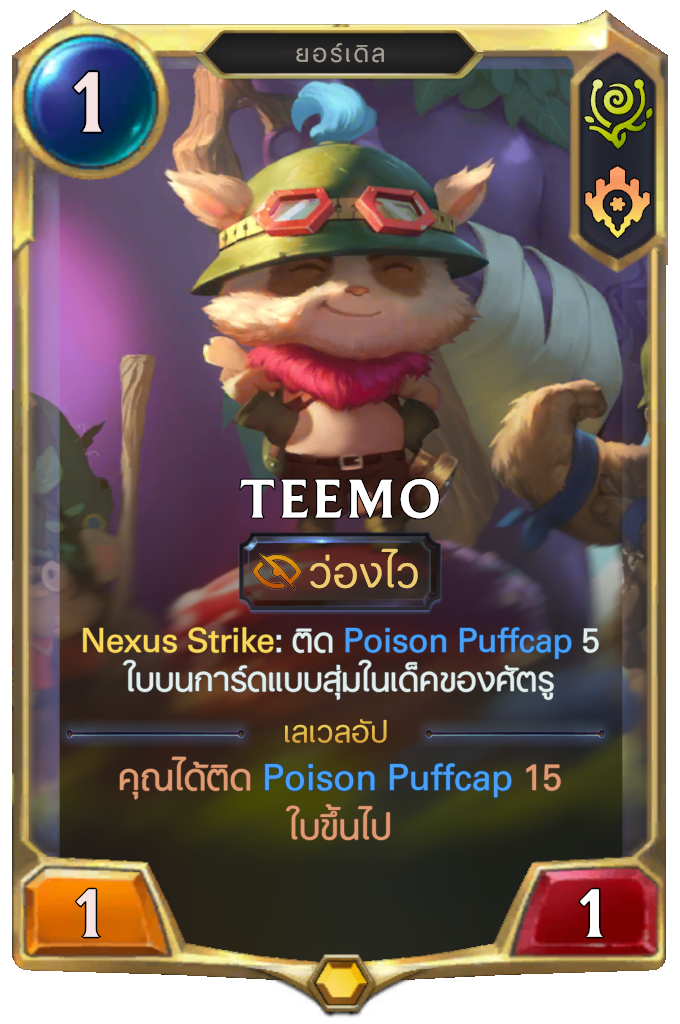 ยอร์เดิล
1
TEEMO
ว่องไว
Nexus Strike: ติด Poison Puffcap 5
ใบบนการ์ดแบบสุ่มในเด็คของศัตรู
เลเวลอัป
คุณได้ติด Poison Puffcap 15
ใบขึ้นไป
1
1